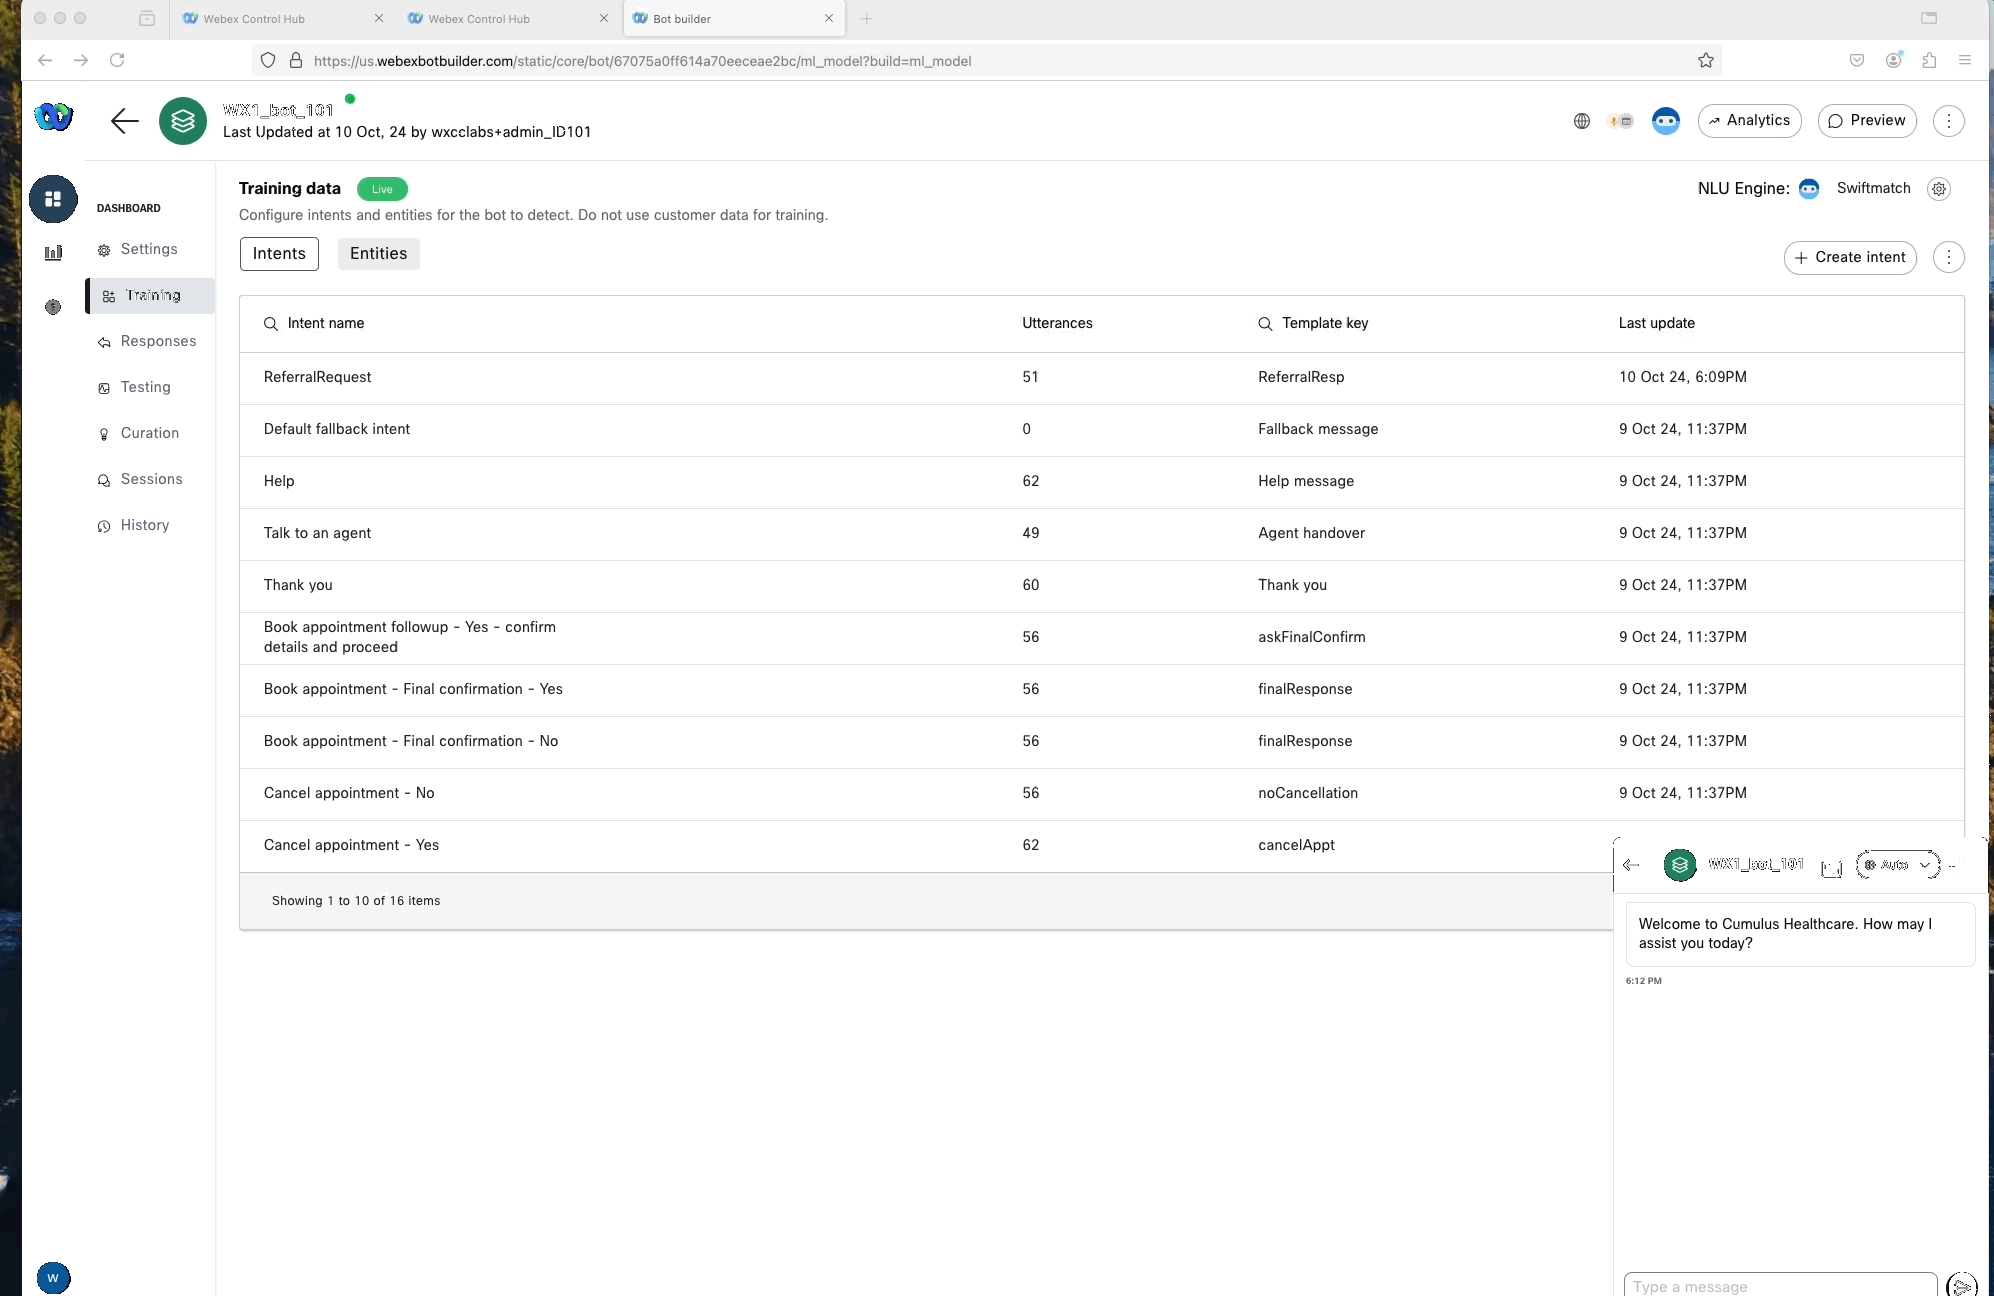 Webex Control Hub
Webex Control Hub
Bot builder
https://us.webexbotbuilder.com/static/core/bot/67075a0ff614a70eeceae2bc/ml_model?build=ml_model
WX1_bot_101
Last Updated at 10 Oct, 24 by wxcclabs+admin_ID101
Analytics
Preview
DASHBOARD
Settings
Training
Responses
Testing
Curation
Sessions
History
W
Training data
Live
NLU Engine:
Swiftmatch
Configure intents and entities for the bot to detect. Do not use customer data for training.
Intents
Entities
Create intent
Intent name Utterances Template key Last update
ReferralRequest 51 ReferralResp 10 Oct 24, 6:09PM
Default fallback intent 0 Fallback message 9 Oct 24, 11:37PM
Help 62 Help message 9 Oct 24, 11:37PM
Talk to an agent 49 Agent handover 9 Oct 24, 11:37PM
Thank you 60 Thank you 9 Oct 24, 11:37PM
Book appointment followup - Yes - confirm
details and proceed 56 askFinalConfirm 9 Oct 24, 11:37PM
Book appointment - Final confirmation - Yes 56 finalResponse 9 Oct 24, 11:37PM
Book appointment - Final confirmation - No 56 finalResponse 9 Oct 24, 11:37PM
Cancel appointment - No 56 noCancellation 9 Oct 24, 11:37PM
Cancel appointment - Yes 62 cancelAppt
Showing 1 to 10 of 16 items
WX1_bot_101
Auto
Welcome to Cumulus Healthcare. How may I
assist you today?
6:12 PM
Type a message